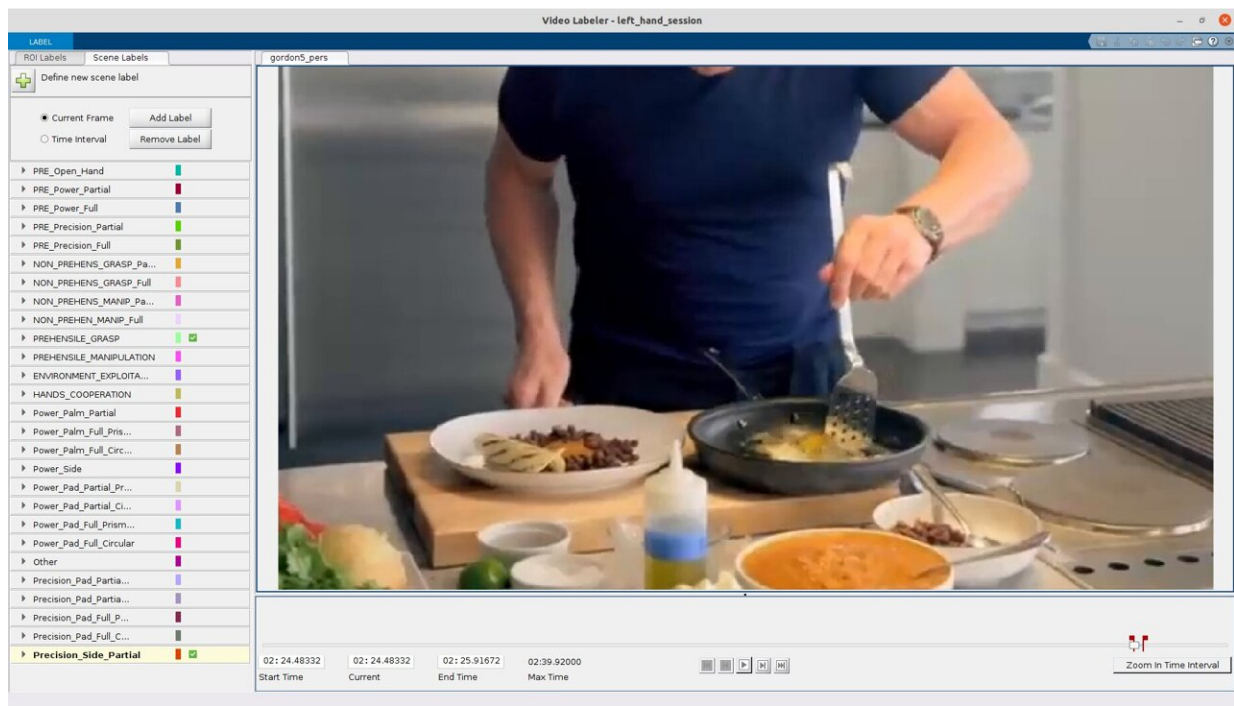 Video Labeler - left_hand_session
LABEL
ROI Labels
Scene Labels
gordon5_pers
Define new scene label
Current Frame
Add Label
Time Interval
Remove Label
PRE_Open_Hand
PRE_Power_Partial
PRE_Power_Full
PRE_Precision_Partial
PRE_Precision_Full
NON_PREHENS_GRASP_Pa...
NON_PREHENS_GRASP_Full
NON_PREHENS_MANIP_Pa...
NON_PREHEN_MANIP_Full
PREHENSILE_GRASP
PREHENSILE_MANIPULATION
ENVIRONMENT_EXPLOITA...
HANDS_COOPERATION
Power_Palm_Partial
Power_Palm_Full_Pris...
Power_Palm_Full_Circ...
Power_Side
Power_Pad_Partial_Pr...
Power_Pad_Partial_Ci...
Power_Pad_Full_Prism...
Power_Pad_Full_Circular
Other
Precision_Pad_Partia...
Precision_Pad_Partia...
Precision_Pad_Full_P...
Precision_Pad_Full_C...
Precision_Side_Partial
02: 24.48332
02: 24.48332
02: 25.91672
02:39.92000
Start Time
Current
End Time
Max Time
Zoom In Time Interval